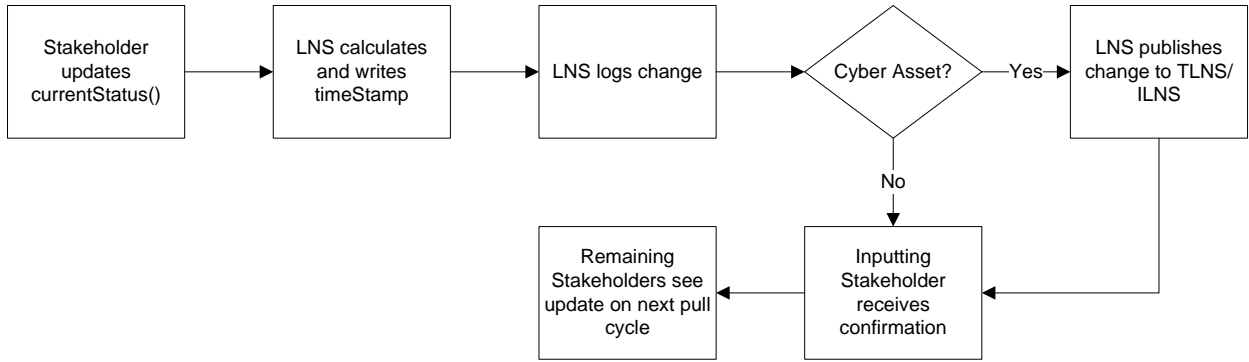 Stakeholder
updates
currentStatus()
LNS calculates
and writes
timeStamp
LNS logs change
Cyber Asset?
Yes
LNS publishes
change to TLNS/
ILNS
No
Remaining
Stakeholders see
update on next pull
cycle
Inputting
Stakeholder
receives
confirmation